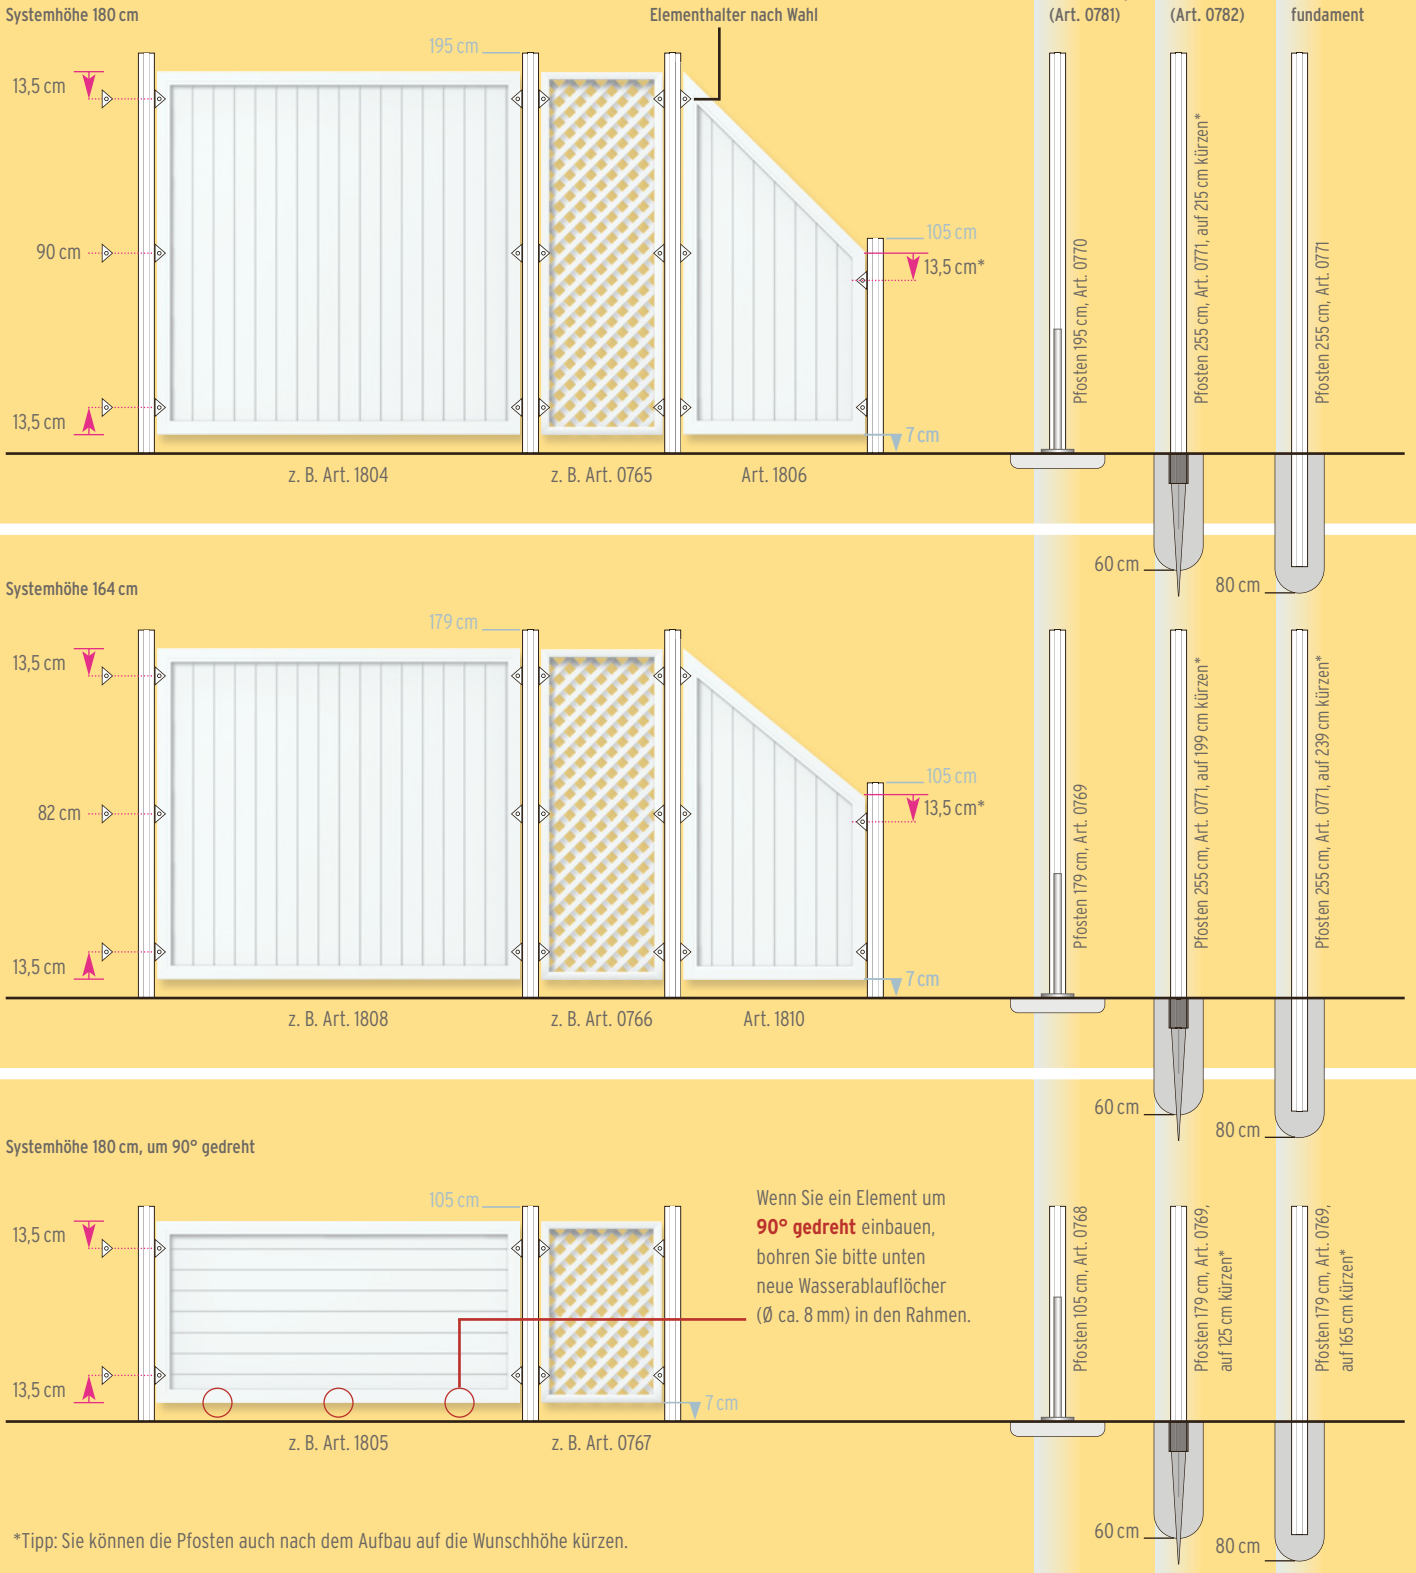 Systemhöhe 180 cm
Elementhalter nach Wahl
(Art. 0781)
(Art. 0782)
fundament
195 cm
13,5 cm
90 cm
13,5 cm
105 cm
13,5 cm*
7 cm
z. B. Art. 1804
z. B. Art. 0765
Art. 1806
Pfosten 195 cm, Art. 0770
Pfosten 255 cm, Art. 0771, auf 215 cm kürzen*
Pfosten 255 cm, Art. 0771
60 cm
80 cm
Systemhöhe 164 cm
179 cm
13,5 cm
82 cm
13,5 cm
105 cm
13,5 cm*
7 cm
z. B. Art. 1808
z. B. Art. 0766
Art. 1810
Pfosten 179 cm, Art. 0769
Pfosten 255 cm, Art. 0771, auf 199 cm kürzen*
Pfosten 255 cm, Art. 0771, auf 239 cm kürzen*
60 cm
80 cm
Systemhöhe 180 cm, um 90° gedreht
105 cm
13,5 cm
13,5 cm
7 cm
z. B. Art. 1805
z. B. Art. 0767
Wenn Sie ein Element um
90° gedreht einbauen,
bohren Sie bitte unten
neue Wasserablauflöcher
(Ø ca. 8 mm) in den Rahmen.
Pfosten 105 cm, Art. 0768
Pfosten 179 cm, Art. 0769,
auf 125 cm kürzen*
Pfosten 179 cm, Art. 0769,
auf 165 cm kürzen*
60 cm
80 cm
*Tipp: Sie können die Pfosten auch nach dem Aufbau auf die Wunschhöhe kürzen.